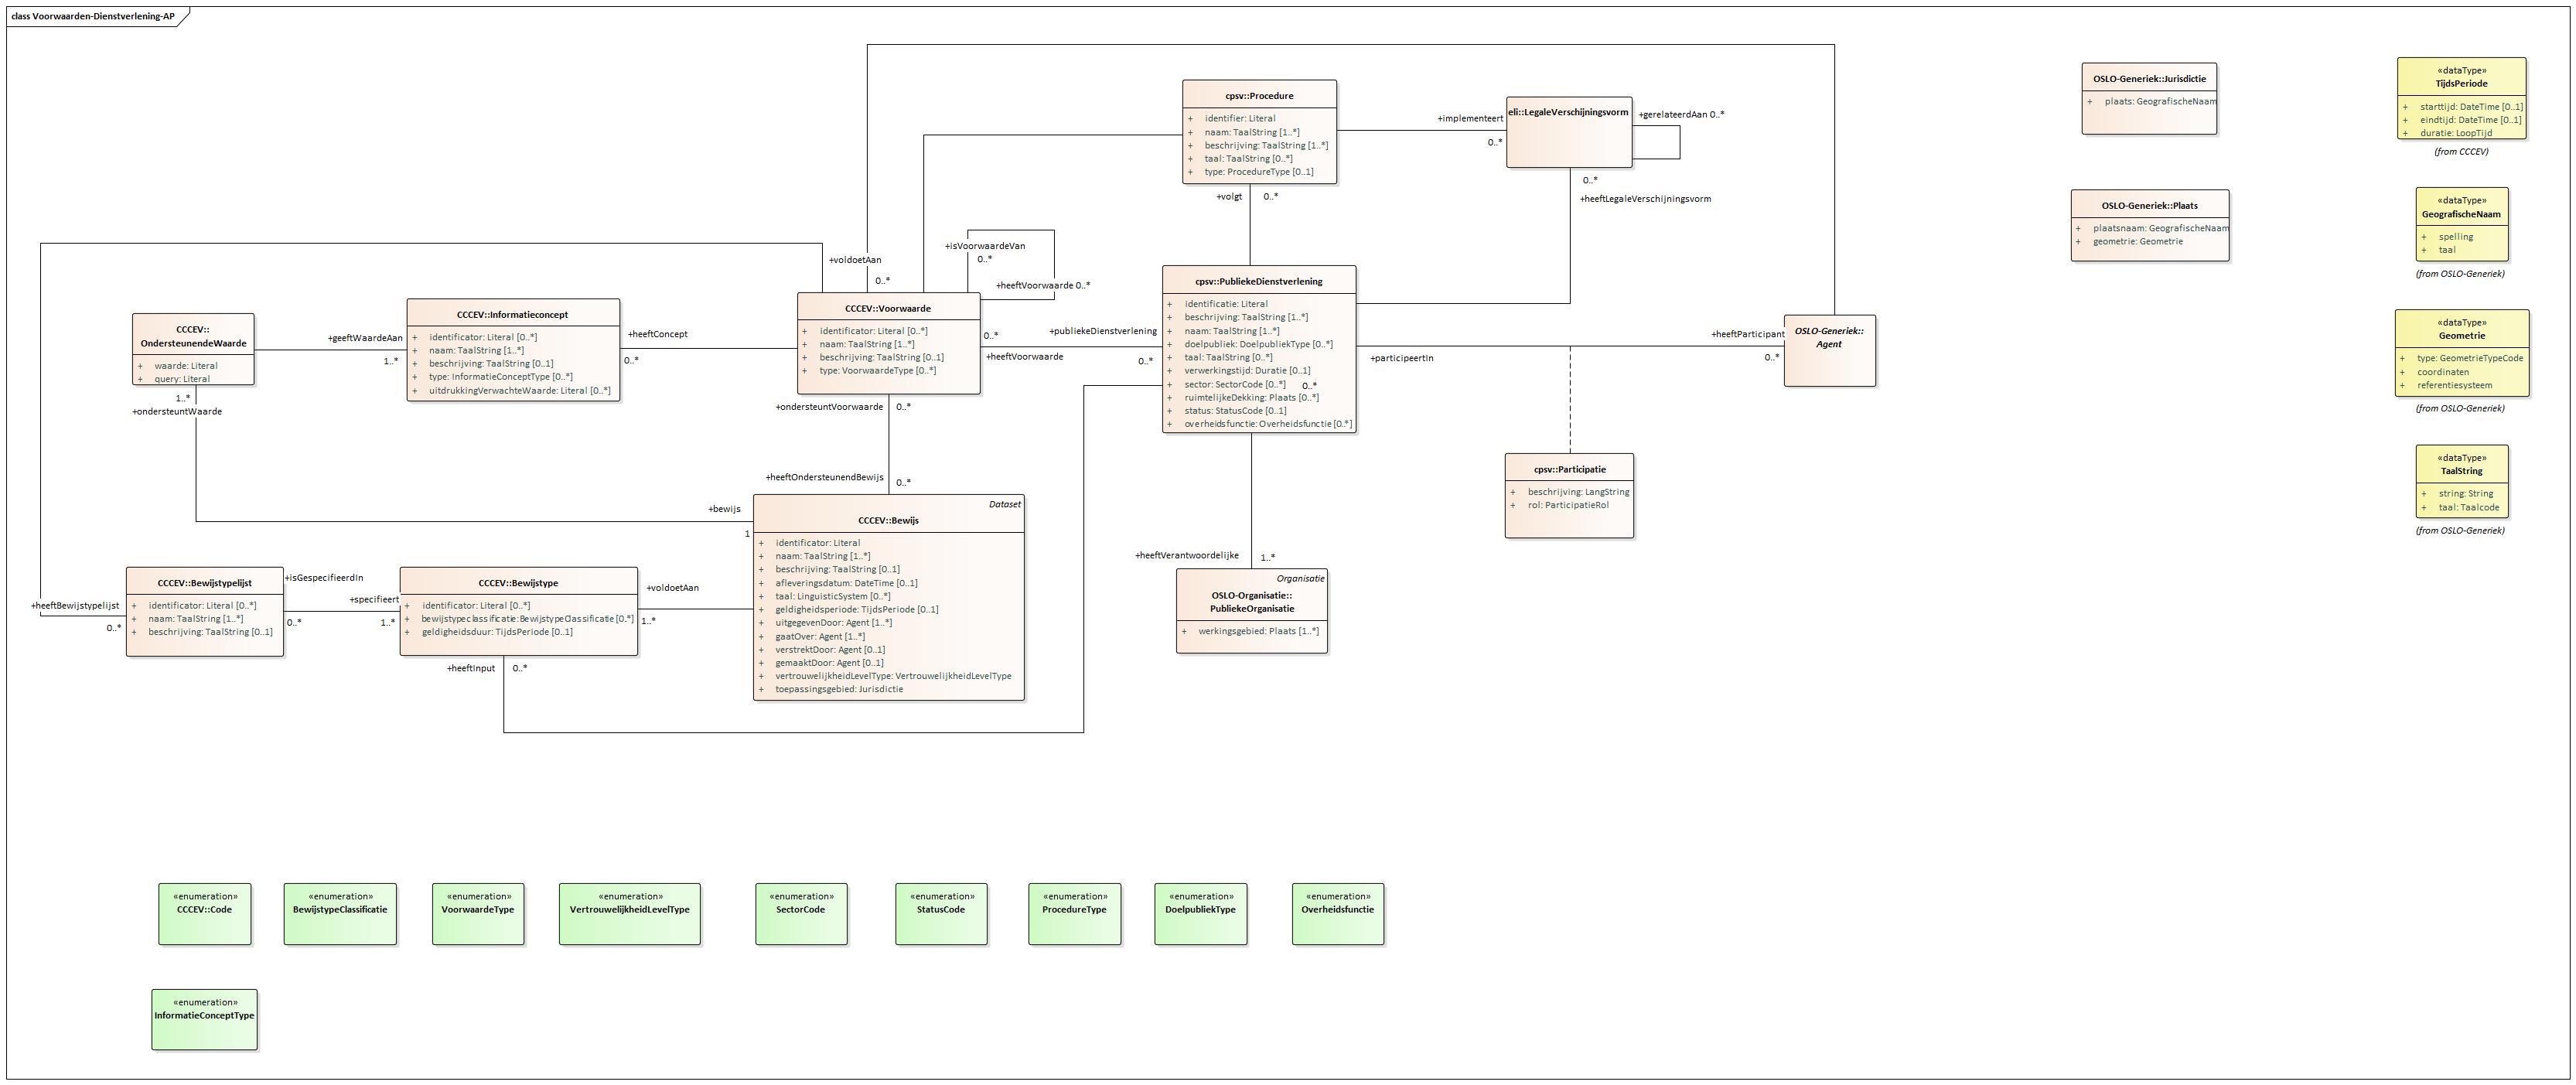 class Voorwaarden-Dienstverlening-AP
cpsv::Procedure
+ identifier: Literal
+ naam: TaalString [1..*]
+ beschrijving: TaalString [1..*]
+ taal: TaalString [0..*]
+ type: ProcedureType [0..1]
+implementeert
0..*
eli::LegaleVerschijningsvorm
+gerelateerdAan 0..*
0..*
+heeftLegaleVerschijningsvorm
+volgt
0..*
OSLO-Generiek::Jurisdictie
+ plaats: GeografischeNaam
«dataType»
TijdsPeriode
+ starttijd: DateTime [0..1]
+ eindtijd: DateTime [0..1]
+ duratie: LoopTijd
(from CCCEV)
OSLO-Generiek::Plaats
+ plaatsnaam: GeografischeNaam
+ geometrie: Geometrie
«dataType»
GeografischeNaam
+ spelling
+ taal
(from OSLO-Generiek)
«dataType»
Geometrie
+ type: GeometrieTypeCode
+ coordinaten
+ referentiesysteem
(from OSLO-Generiek)
«dataType»
TaalString
+ string: String
+ taal: Taalcode
(from OSLO-Generiek)
+voldoetAan
0..*
+isVoorwaardeVan
0..*
+heeftVoorwaarde 0..*
CCCEV::
OndersteunendeWaarde
+ waarde: Literal
+ query: Literal
+geeftWaardeAan
1..*
CCCEV::Informatieconcept
+ identificator: Literal [0..*]
+ naam: TaalString [1..*]
+ beschrijving: TaalString [0..1]
+ type: InformatieConceptType [0..*]
+ uitdrukkingVerwachteWaarde: Literal [0..*]
+heeftConcept
0..*
CCCEV::Voorwaarde
+ identificator: Literal [0..*]
+ naam: TaalString [1..*]
+ beschrijving: TaalString [0..1]
+ type: VoorwaardeType [0..*]
0..*
+heeftVoorwaarde
+publiekeDienstverlening
0..*
cpsv::PubliekeDienstverlening
+ identificatie: Literal
+ beschrijving: TaalString [1..*]
+ naam: TaalString [1..*]
+ doelpubliek: DoelpubliekType [0..*]
+ taal: TaalString [0..*]
+ verwerkingstijd: Duratie [0..1]
+ sector: SectorCode [0..*] 0..*
+ ruimtelijkeDekking: Plaats [0..*]
+ status: StatusCode [0..1]
+ overheidsfunctie: Overheidsfunctie [0..*]
+participeertIn
+heeftParticipant
0..*
OSLO-Generiek::
Agent
1..*
+ondersteuntWaarde
+ondersteuntVoorwaarde
0..*
+heeftOndersteunendBewijs
0..*
cpsv::Participatie
+ beschrijving: LangString
+ rol: ParticipatieRol
+bewijs
1
Dataset
CCCEV::Bewijs
+ identificator: Literal
+ naam: TaalString [1..*]
+ beschrijving: TaalString [0..1]
+ afleveringsdatum: DateTime [0..1]
+ taal: LinguisticSystem [0..*]
+ geldigheidsperiode: TijdsPeriode [0..1]
+ uitgegevenDoor: Agent [1..*]
+ gaatOver: Agent [1..*]
+ verstrektDoor: Agent [0..1]
+ gemaaktDoor: Agent [0..1]
+ vertrouwelijkheidLevelType: VertrouwelijkheidLevelType
+ toepassingsgebied: Jurisdictie
+heeftBewijstypelijst
0..*
CCCEV::Bewijstypelijst
+ identificator: Literal [0..*]
+ naam: TaalString [1..*]
+ beschrijving: TaalString [0..1]
+isGespecifieerdIn
0..*
+specifieert
1..*
CCCEV::Bewijstype
+ identificator: Literal [0..*]
+ bewijstypeclassificatie: BewijstypeClassificatie [0..*]
+ geldigheidsduur: TijdsPeriode [0..1]
+voldoetAan
1..*
+heeftInput
0..*
+heeftVerantwoordelijke
1..*
Organisatie
OSLO-Organisatie::
PubliekeOrganisatie
+ werkingsgebied: Plaats [1..*]
«enumeration»
CCCEV::Code
«enumeration»
BewijstypeClassificatie
«enumeration»
VoorwaardeType
«enumeration»
VertrouwelijkheidLevelType
«enumeration»
SectorCode
«enumeration»
StatusCode
«enumeration»
ProcedureType
«enumeration»
DoelpubliekType
«enumeration»
Overheidsfunctie
«enumeration»
InformatieConceptType